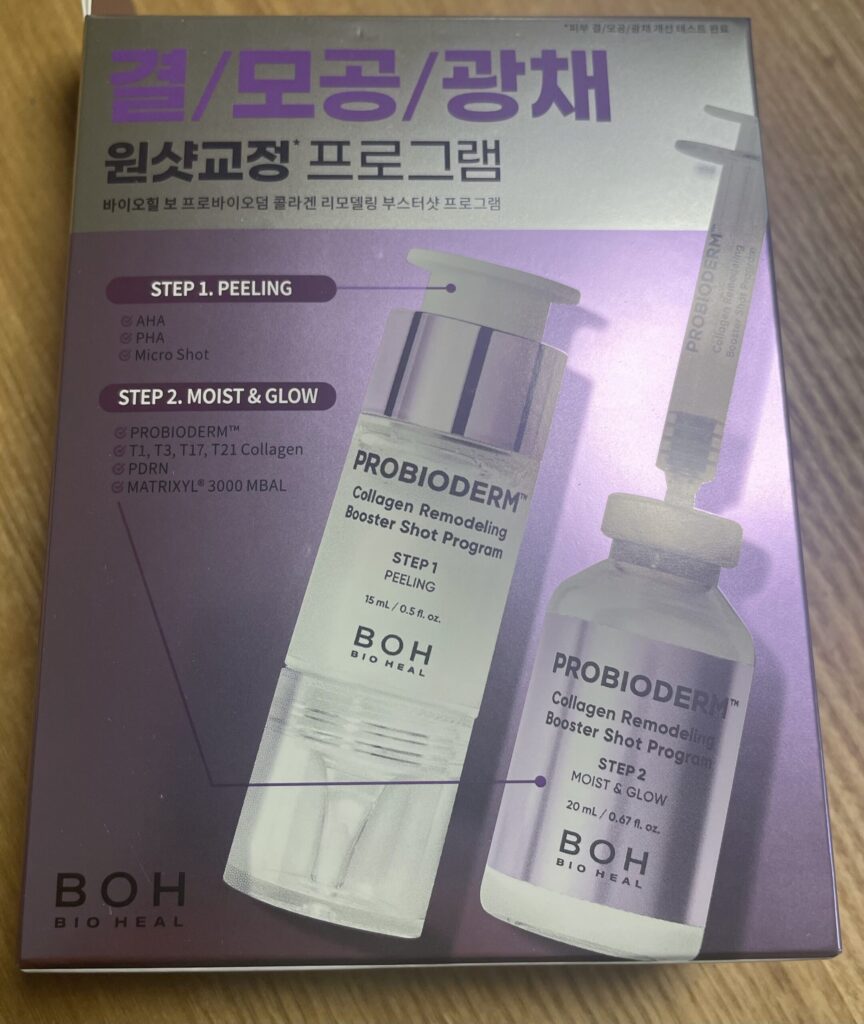 *피부 결/모공/광채 개선 테스트 완료
결/모공/광채
원샷교정* 프로그램
바이오힐 보 프로바이오덤 콜라겐 리모델링 부스터샷 프로그램
STEP 1. PEELING
AHA
PHA
Micro Shot
STEP 2. MOIST & GLOW
PROBIODERM™
T1, T3, T17, T21 Collagen
PDRN
MATRIXYL® 3000 MBAL
PROBIODERM™
Collagen Remodeling
Booster Shot Program
STEP 1
PEELING
15 mL / 0.5 fl. oz.
BOH
BIO HEAL
PROBIODERM™
Collagen Remodeling
Booster Shot Program
PROBIODERM™
Collagen Remodeling
Booster Shot Program
STEP 2
MOIST & GLOW
20 mL / 0.67 fl. oz.
BOH
BIO HEAL
BOH
BIO HEAL